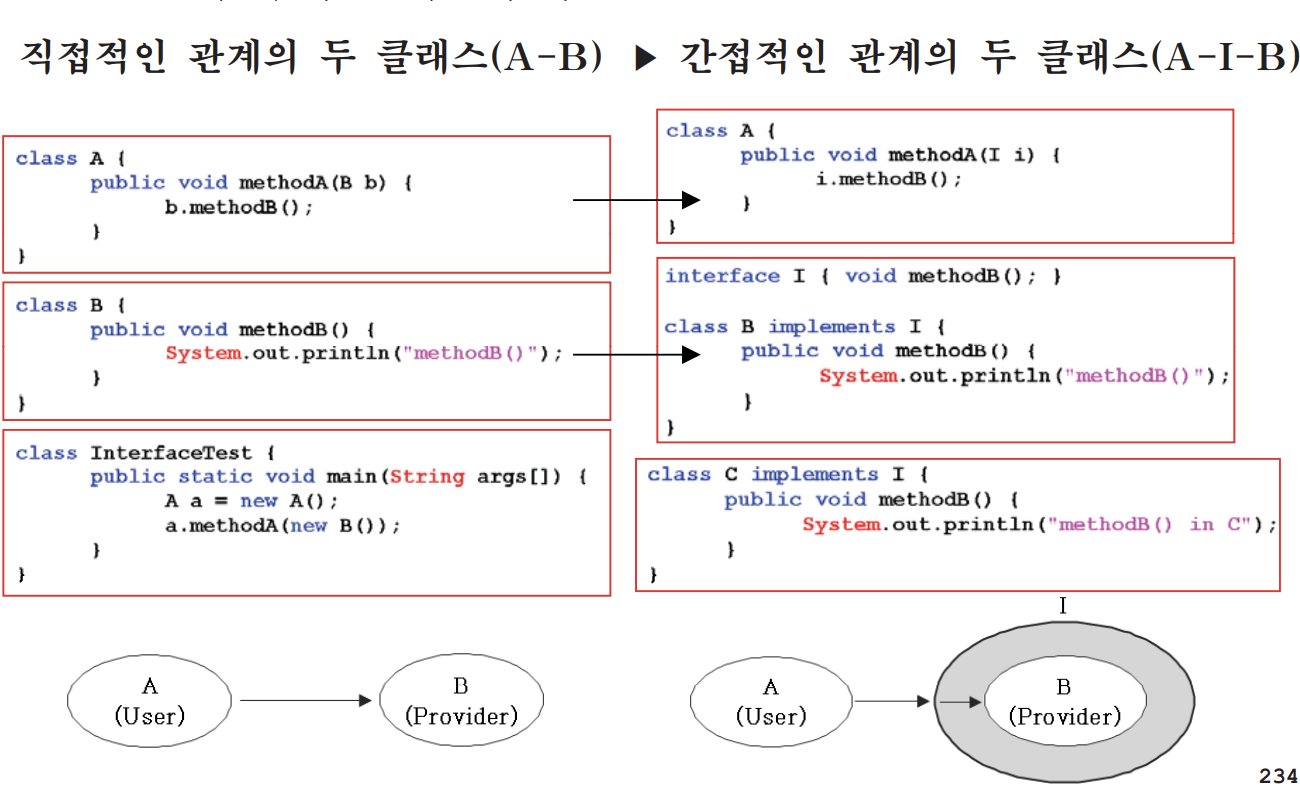 직접적인 관계의 두 클래스(A-B) ▶ 간접적인 관계의 두 클래스(A-I-B)
class A {
public void methodA(B b) {
b.methodB();
}
}
class B {
public void methodB() {
System.out.println("methodB()");
}
}
class InterfaceTest {
public static void main(String args[]) {
A a = new A();
a.methodA(new B());
}
}
class A {
public void methodA(I i) {
i.methodB();
}
}
interface I { void methodB(); }
class B implements I {
public void methodB() {
System.out.println("methodB()");
}
}
class C implements I {
public void methodB() {
System.out.println("methodB() in C");
}
}
A
(User)
B
(Provider)
I
A
(User)
B
(Provider)
234